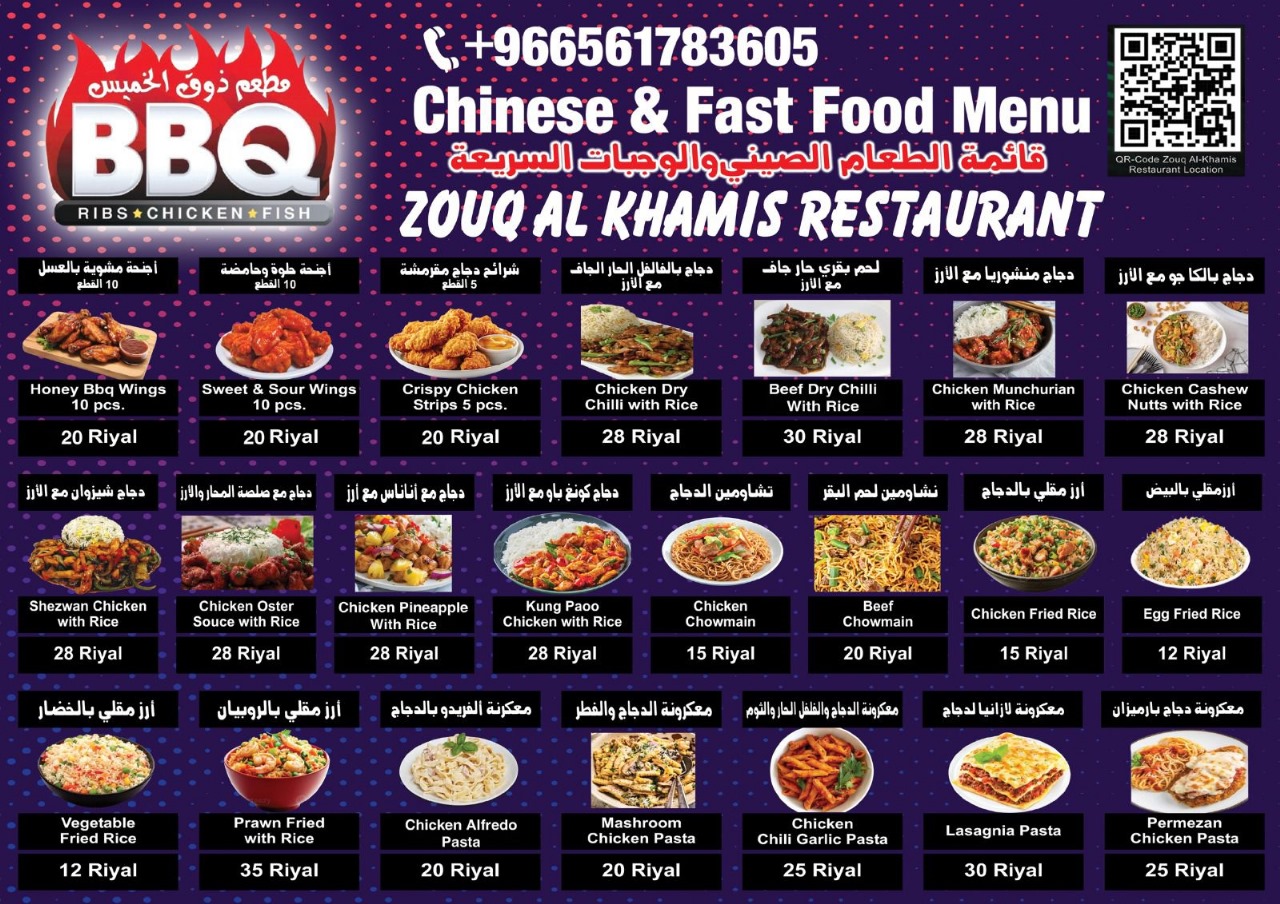 مطعم ذوق الخميس
BBQ
RIBS★CHICKEN★FISH
+966561783605
Chinese & Fast Food Menu
قائمة الطعام الصيني والوجبات السريعة
ZOUQ AL KHAMIS RESTAURANT
QR-Code Zouq Al-Khamis
Restaurant Location
أجنحة مشوية بالعسل
10 القطع
Honey Bbq Wings
10 pcs.
20 Riyal
أجنحة حلوة وحامضة
10 القطع
Sweet & Sour Wings
10 pcs.
20 Riyal
شرائح دجاج مقرمشة
5 القطع
Crispy Chicken
Strips 5 pcs.
20 Riyal
دجاج بالفالفل الحار الجاف
مع الأرز
Chicken Dry
Chilli with Rice
28 Riyal
لحم بقري حار جاف
مع الأرز
Beef Dry Chilli
With Rice
30 Riyal
دجاج منشوريا مع الأرز
Chicken Munchurian
with Rice
28 Riyal
دجاج بالكا جو مع الأرز
Chicken Cashew
Nutts with Rice
28 Riyal
دجاج شيزوان مع الأرز
Shezwan Chicken
with Rice
28 Riyal
دجاج مع صلصة المحار والأرز
Chicken Oster
Souce with Rice
28 Riyal
دجاج مع أناناس مع أرز
Chicken Pineapple
With Rice
28 Riyal
دجاج كونغ باو مع الأرز
Kung Paoo
Chicken with Rice
28 Riyal
تشاومين الدجاج
Chicken
Chowmain
15 Riyal
تشاومين لحم البقر
Beef
Chowmain
20 Riyal
أرز مقلي بالدجاج
Chicken Fried Rice
15 Riyal
أرزمقلي بالبيض
Egg Fried Rice
12 Riyal
أرز مقلي بالخضار
Vegetable
Fried Rice
12 Riyal
أرز مقلي بالروبيان
Prawn Fried
with Rice
35 Riyal
معكرنة ألفريدو بالدجاج
Chicken Alfredo
Pasta
20 Riyal
معكرونة الدجاج والفطر
Mashroom
Chicken Pasta
20 Riyal
معكرونة الدجاج والفلفل الحار والثوم
Chicken
Chili Garlic Pasta
25 Riyal
معكرونة لازانيا لدجاج
Lasagnia Pasta
30 Riyal
معكرونة دجاج بارميزان
Permezan
Chicken Pasta
25 Riyal